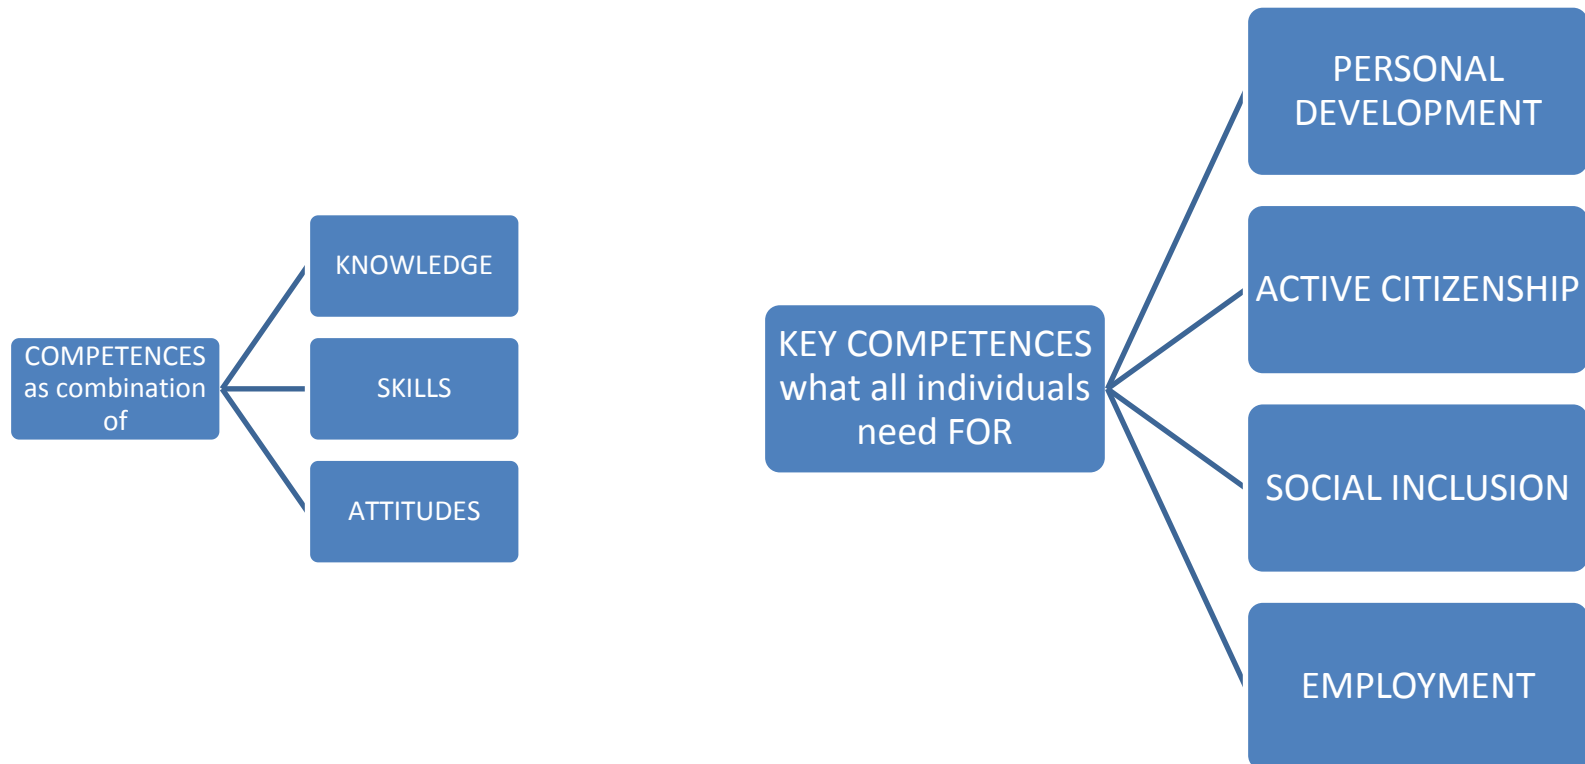 COMPETENCES
as combination
of
KNOWLEDGE
SKILLS
ATTITUDES
KEY COMPETENCES
what all individuals
need FOR
PERSONAL
DEVELOPMENT
ACTIVE CITIZENSHIP
SOCIAL INCLUSION
EMPLOYMENT